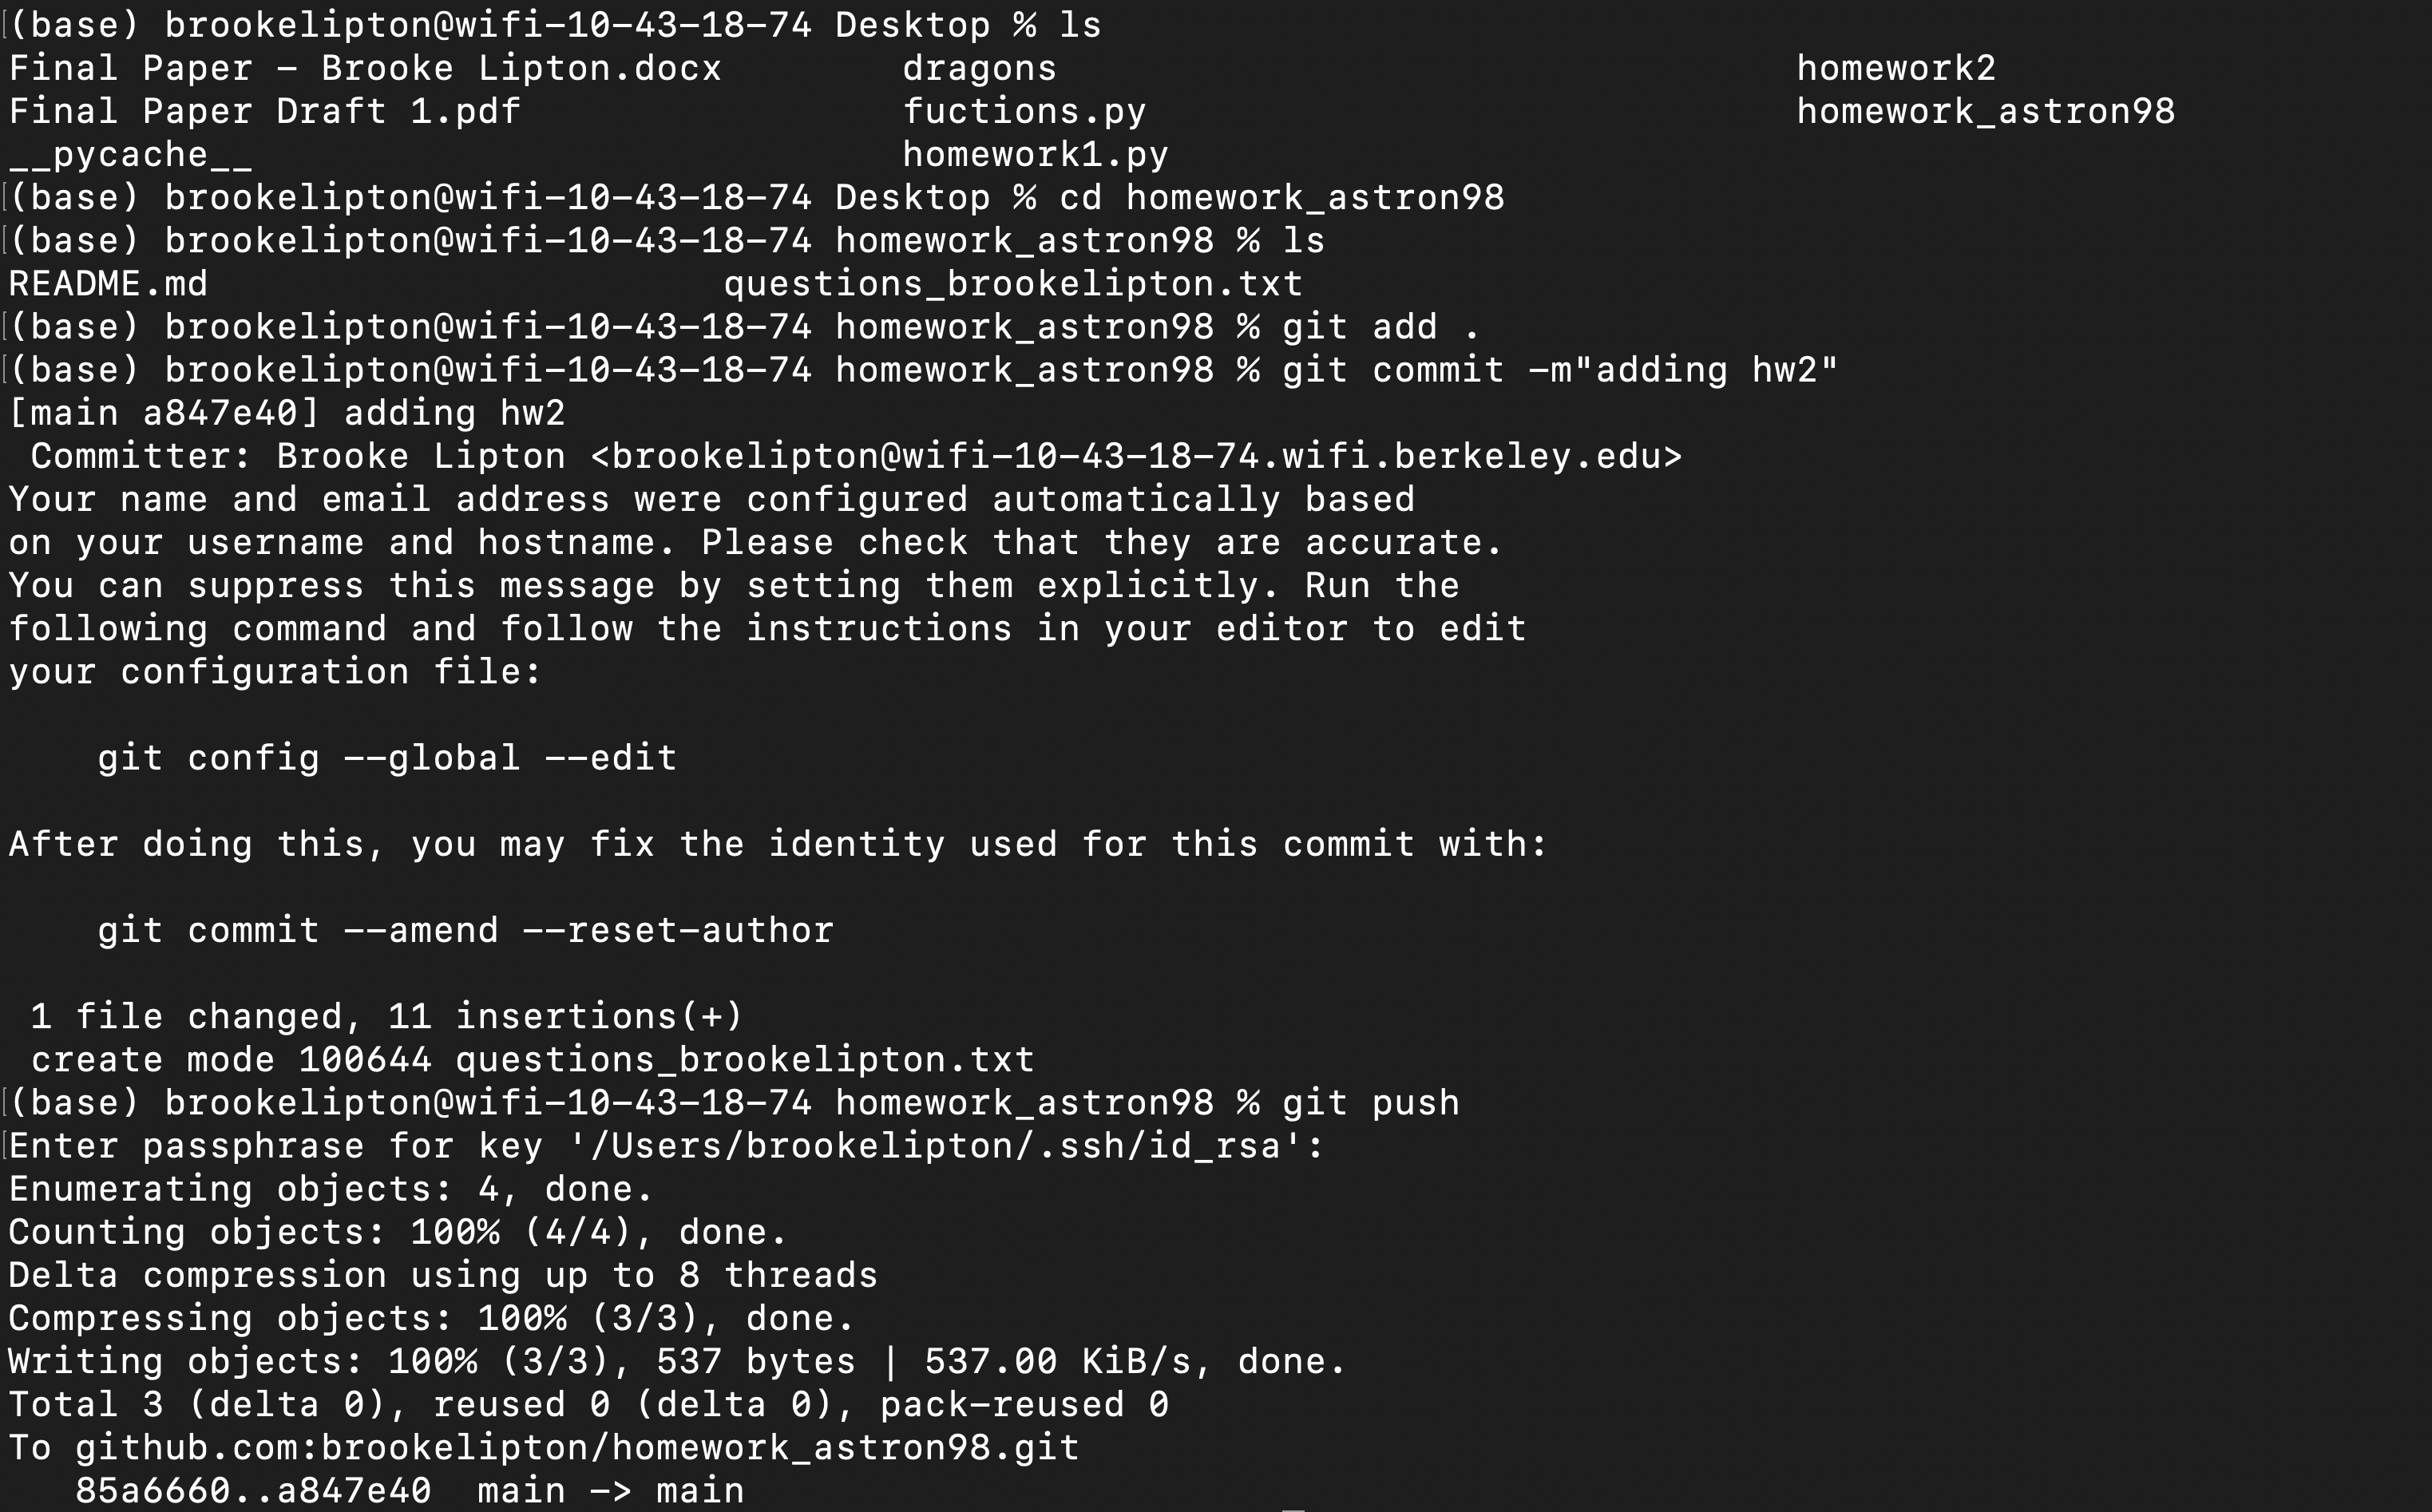 (base) brookelipton@wifi-10-43-18-74 Desktop % ls
Final Paper - Brooke Lipton.docx dragons homework2
Final Paper Draft 1.pdf fuctions.py homework_astron98
__pycache__ homework1.py
(base) brookelipton@wifi-10-43-18-74 Desktop % cd homework_astron98
(base) brookelipton@wifi-10-43-18-74 homework_astron98 % ls
README.md questions_brookelipton.txt
(base) brookelipton@wifi-10-43-18-74 homework_astron98 % git add .
(base) brookelipton@wifi-10-43-18-74 homework_astron98 % git commit -m"adding hw2"
[main a847e40] adding hw2
Committer: Brooke Lipton <brookelipton@wifi-10-43-18-74.wifi.berkeley.edu>
Your name and email address were configured automatically based
on your username and hostname. Please check that they are accurate.
You can suppress this message by setting them explicitly. Run the
following command and follow the instructions in your editor to edit
your configuration file:
git config --global --edit
After doing this, you may fix the identity used for this commit with:
git commit --amend --reset-author
1 file changed, 11 insertions(+)
create mode 100644 questions_brookelipton.txt
(base) brookelipton@wifi-10-43-18-74 homework_astron98 % git push
Enter passphrase for key '/Users/brookelipton/.ssh/id_rsa':
Enumerating objects: 4, done.
Counting objects: 100% (4/4), done.
Delta compression using up to 8 threads
Compressing objects: 100% (3/3), done.
Writing objects: 100% (3/3), 537 bytes | 537.00 KiB/s, done.
Total 3 (delta 0), reused 0 (delta 0), pack-reused 0
To github.com:brookelipton/homework_astron98.git
85a6660..a847e40 main -> main